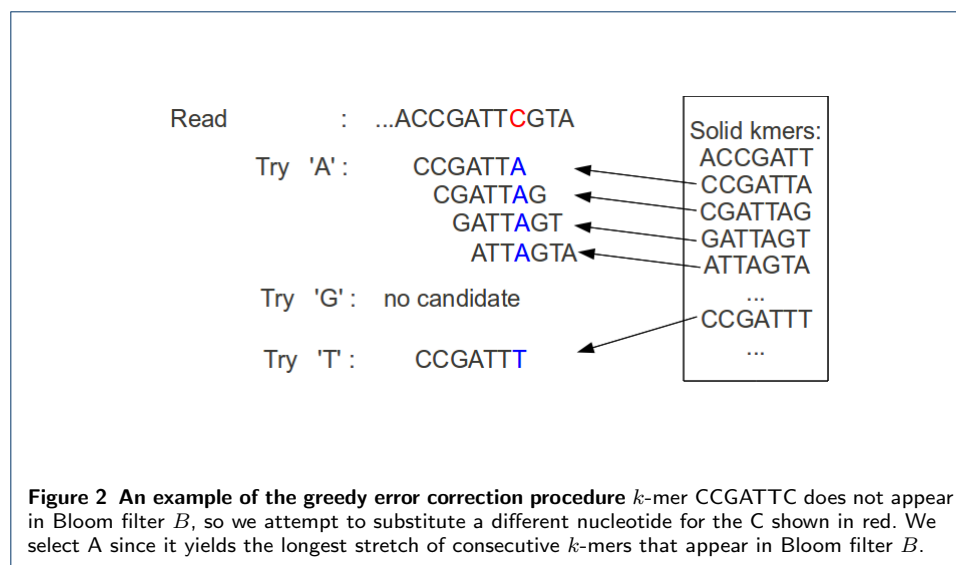 Read : ...ACCGATTCGTA
Try 'A' : CCGATTA
CGATTAG
GATTAGT
ATTAGTA
Try 'G' : no candidate
Try 'T' : CCGATTT
Solid kmers:
ACCGATT
CCGATTA
CGATTAG
GATTAGT
ATTAGTA
...
CCGATTT
...
Figure 2 An example of the greedy error correction procedure k-mer CCGATTC does not appear
in Bloom filter B, so we attempt to substitute a different nucleotide for the C shown in red. We
select A since it yields the longest stretch of consecutive k-mers that appear in Bloom filter B.